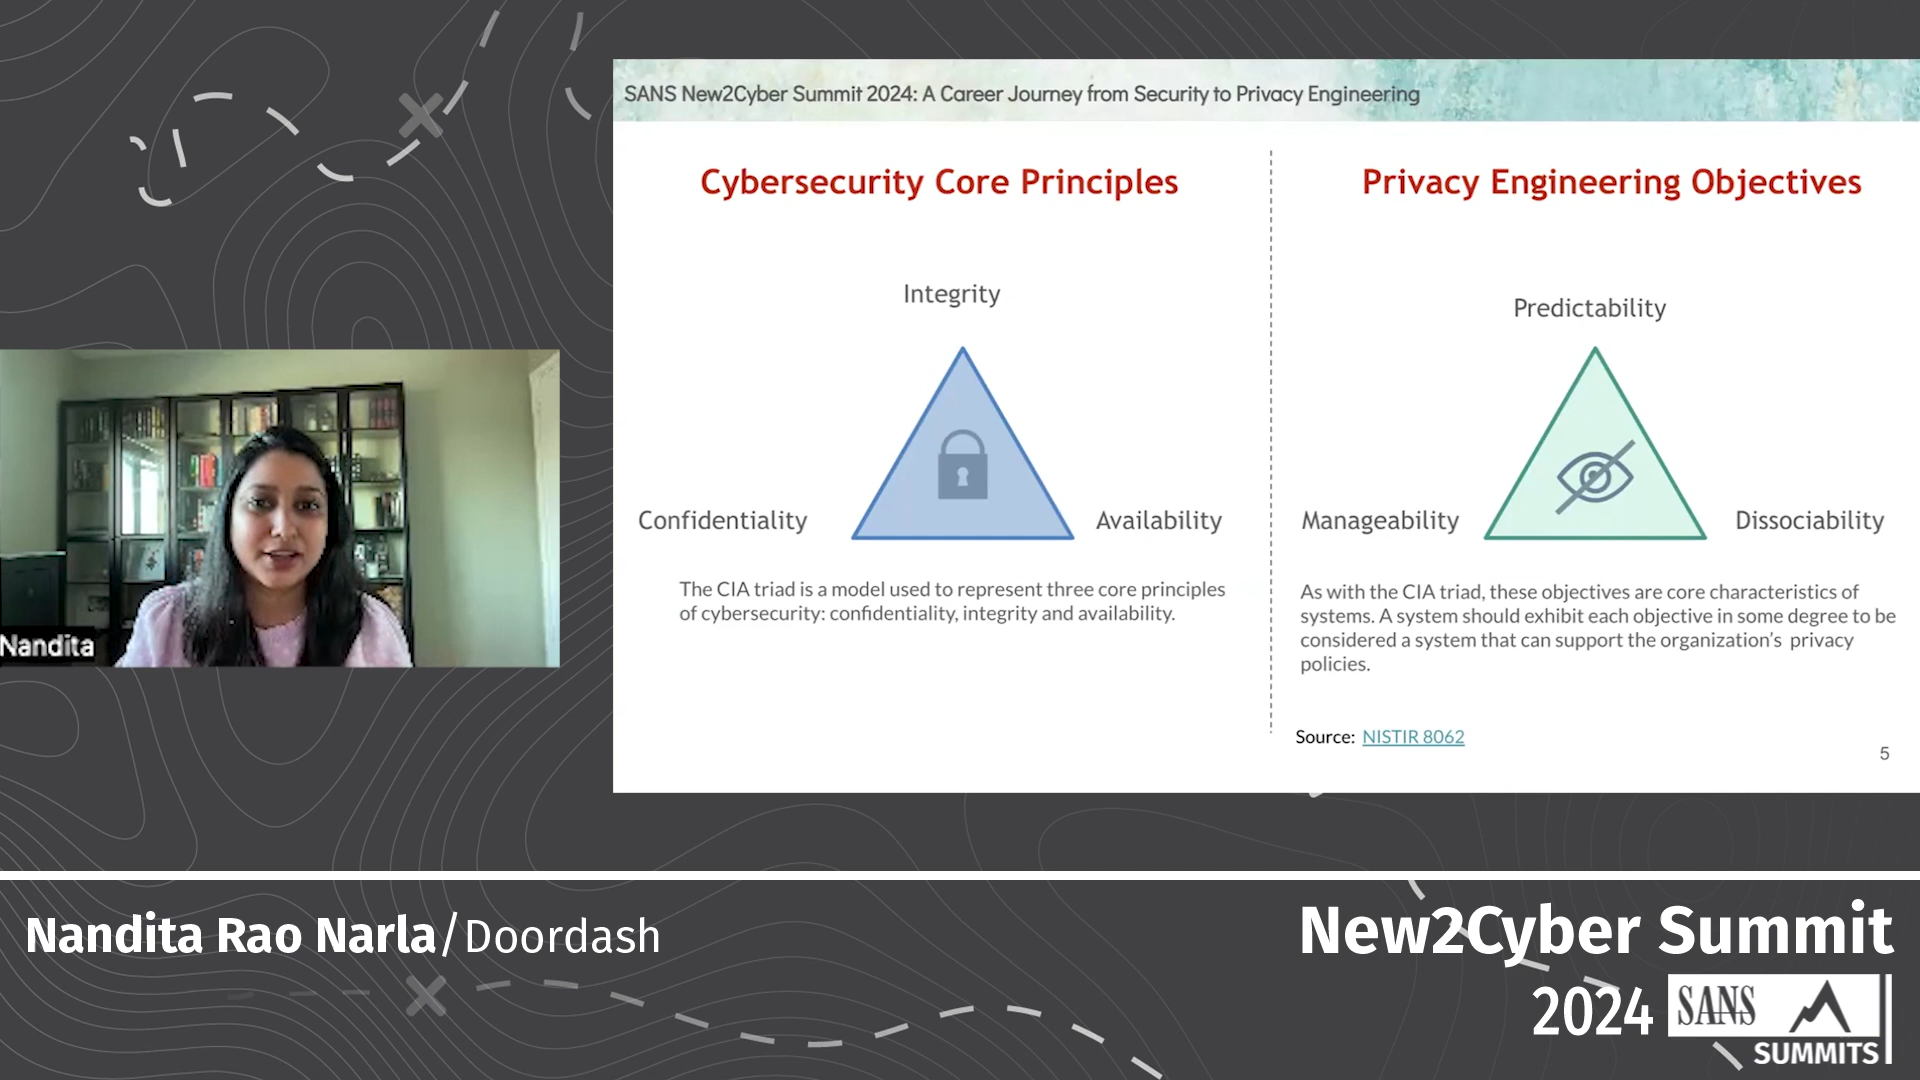 SANS New2Cyber Summit 2024: A Career Journey from Security to Privacy Engineering
Cybersecurity Core Principles
Integrity
Confidentiality
Availability
The CIA triad is a model used to represent three core principles
of cybersecurity: confidentiality, integrity and availability.
Privacy Engineering Objectives
Predictability
Manageability
Dissociability
As with the CIA triad, these objectives are core characteristics of
systems. A system should exhibit each objective in some degree to be
considered a system that can support the organization's privacy
policies.
Source: NISTIR 8062
5
Nandita
Nandita Rao Narla/Doordash
New2Cyber Summit
2024
SANS
SUMMITS